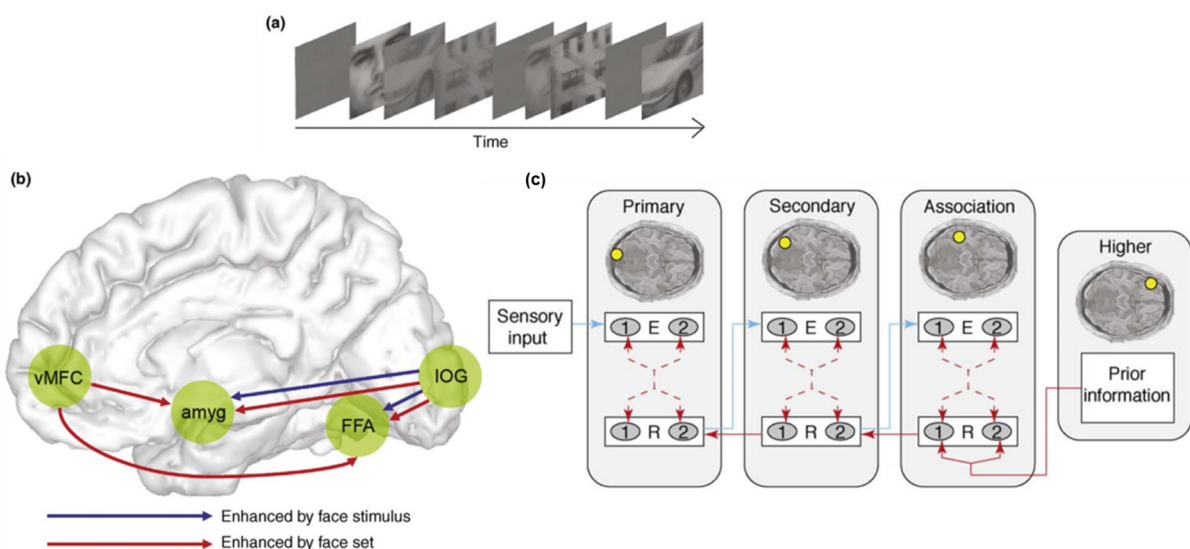 (a)
Time
(b)
vMFC
amyg
FFA
IOG
Enhanced by face stimulus
Enhanced by face set
(c)
Primary
Secondary
Association
Higher
Sensory
input
1 E 2
1 E 2
1 E 2
Prior
information
1 R 2
1 R 2
1 R 2